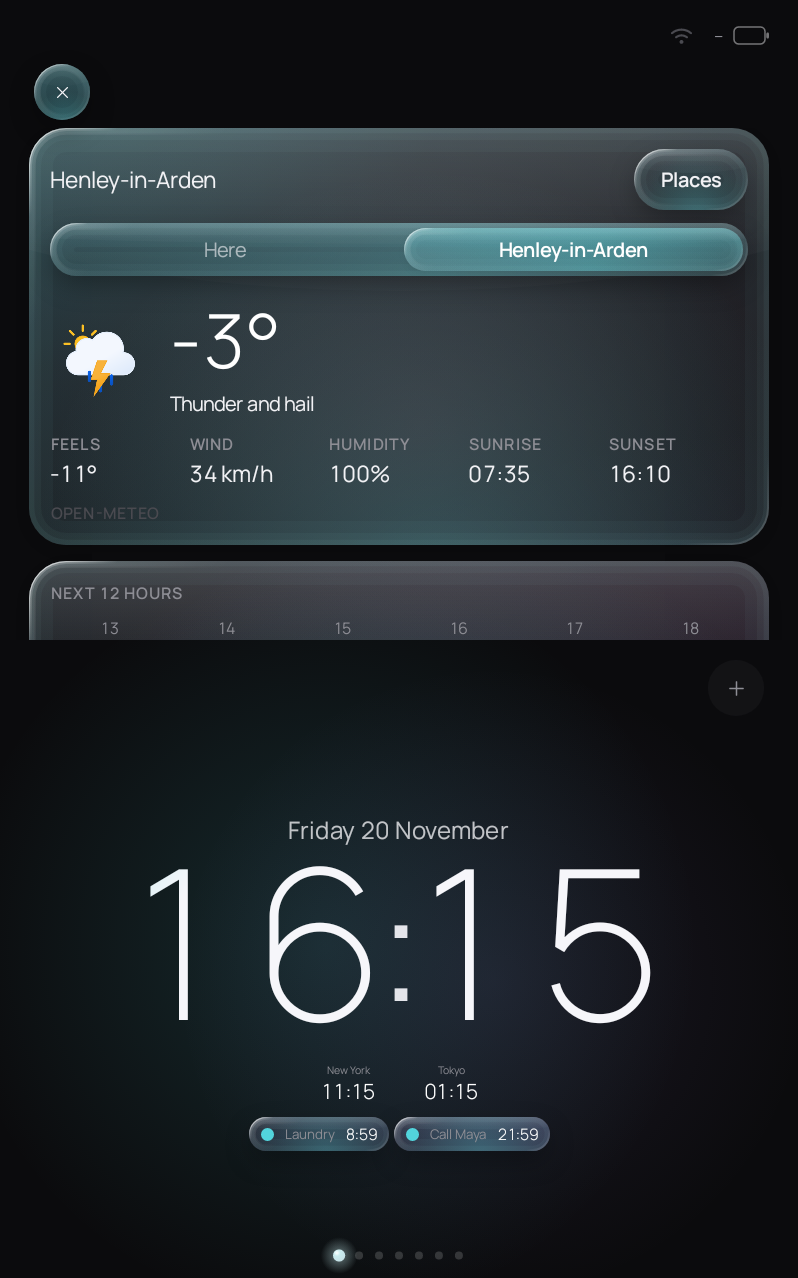 Henley-in-Arden
Places
Here
Henley-in-Arden
-3°
Thunder and hail
FEELS WIND HUMIDITY SUNRISE SUNSET
-11° 34 km/h 100% 07:35 16:10
OPEN-METEO
NEXT 12 HOURS
13 14 15 16 17 18
Friday 20 November
16:15
New York Tokyo
11:15 01:15
Laundry 8:59 Call Maya 21:59